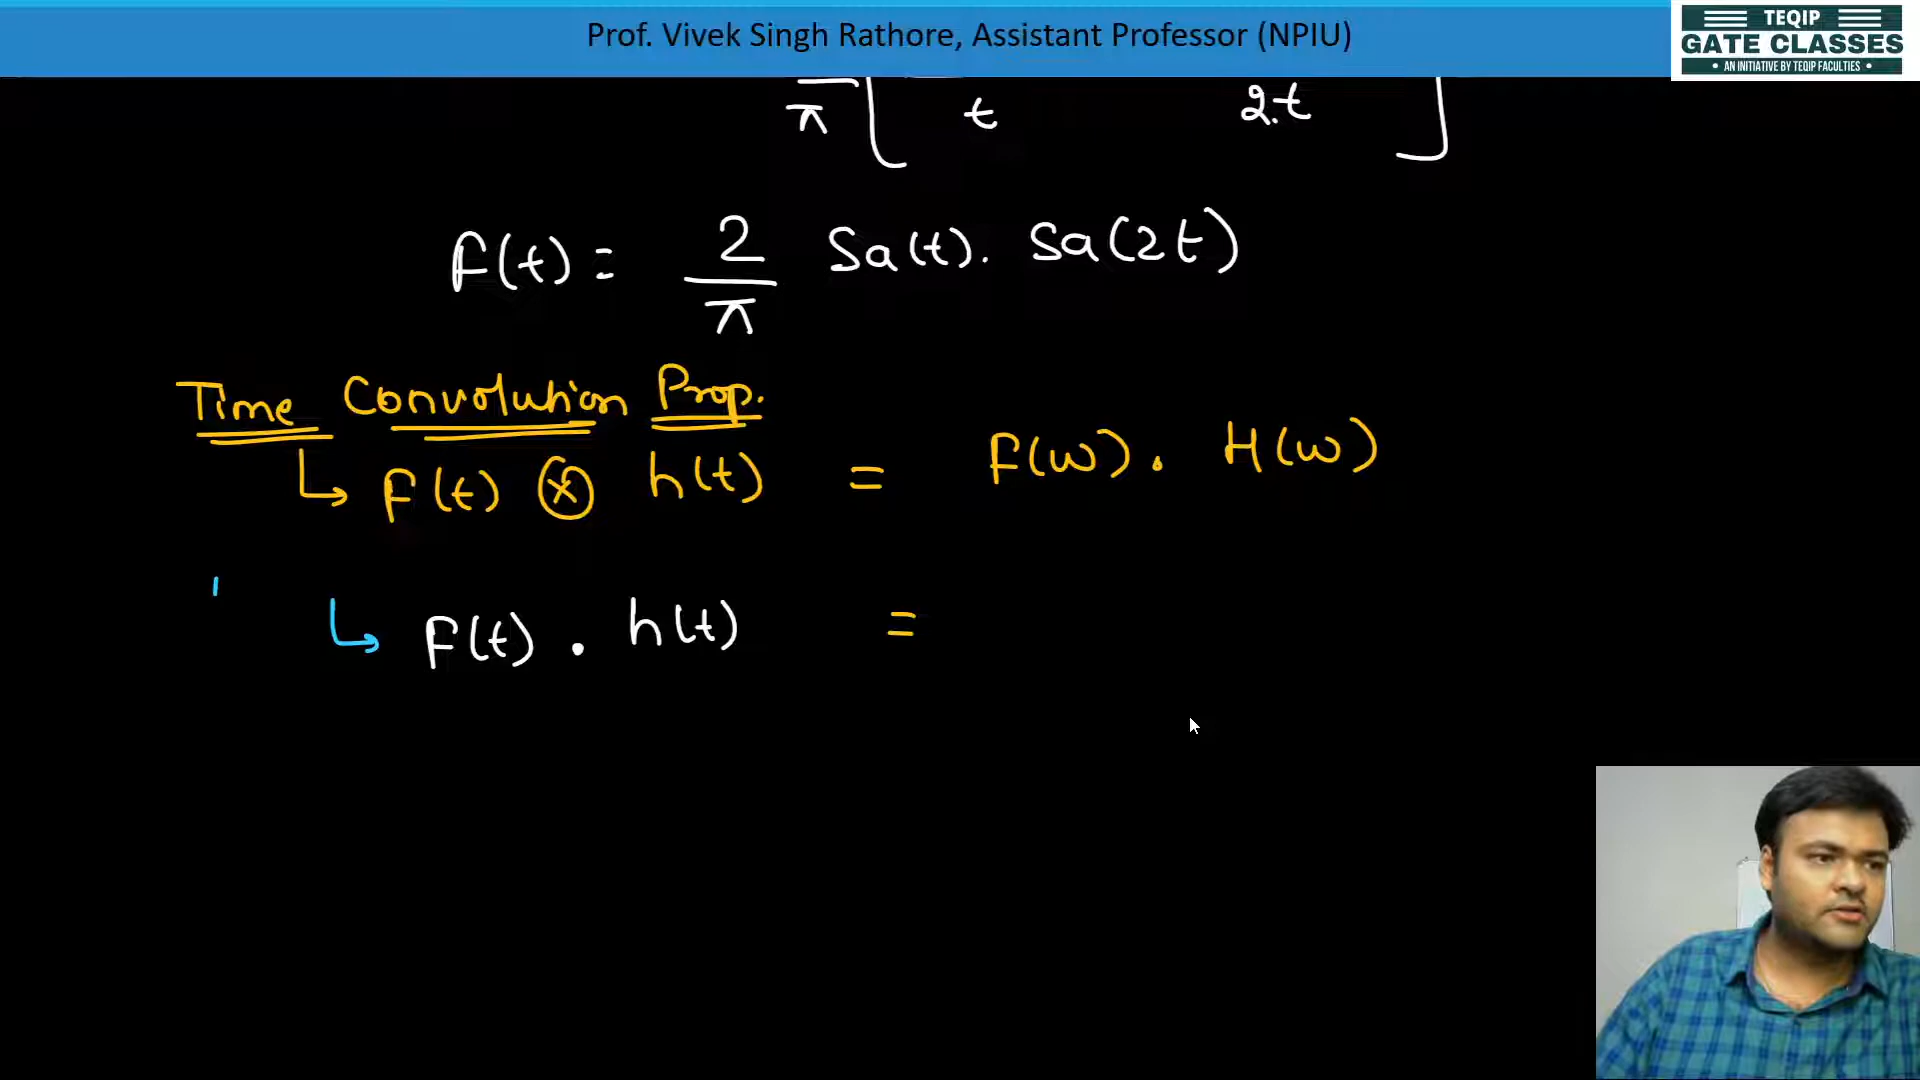 Prof. Vivek Singh Rathore, Assistant Professor (NPIU)
TEQIP
GATE CLASSES
• AN INITIATIVE BY TEQIP FACULTIES •
π [ t 2.t ]
f(t) = 2/π Sa(t). Sa(2t)
Time Convolution Prop.
↳ f(t) ⊗ h(t) = F(w) . H(w)
↳ f(t) . h(t) =